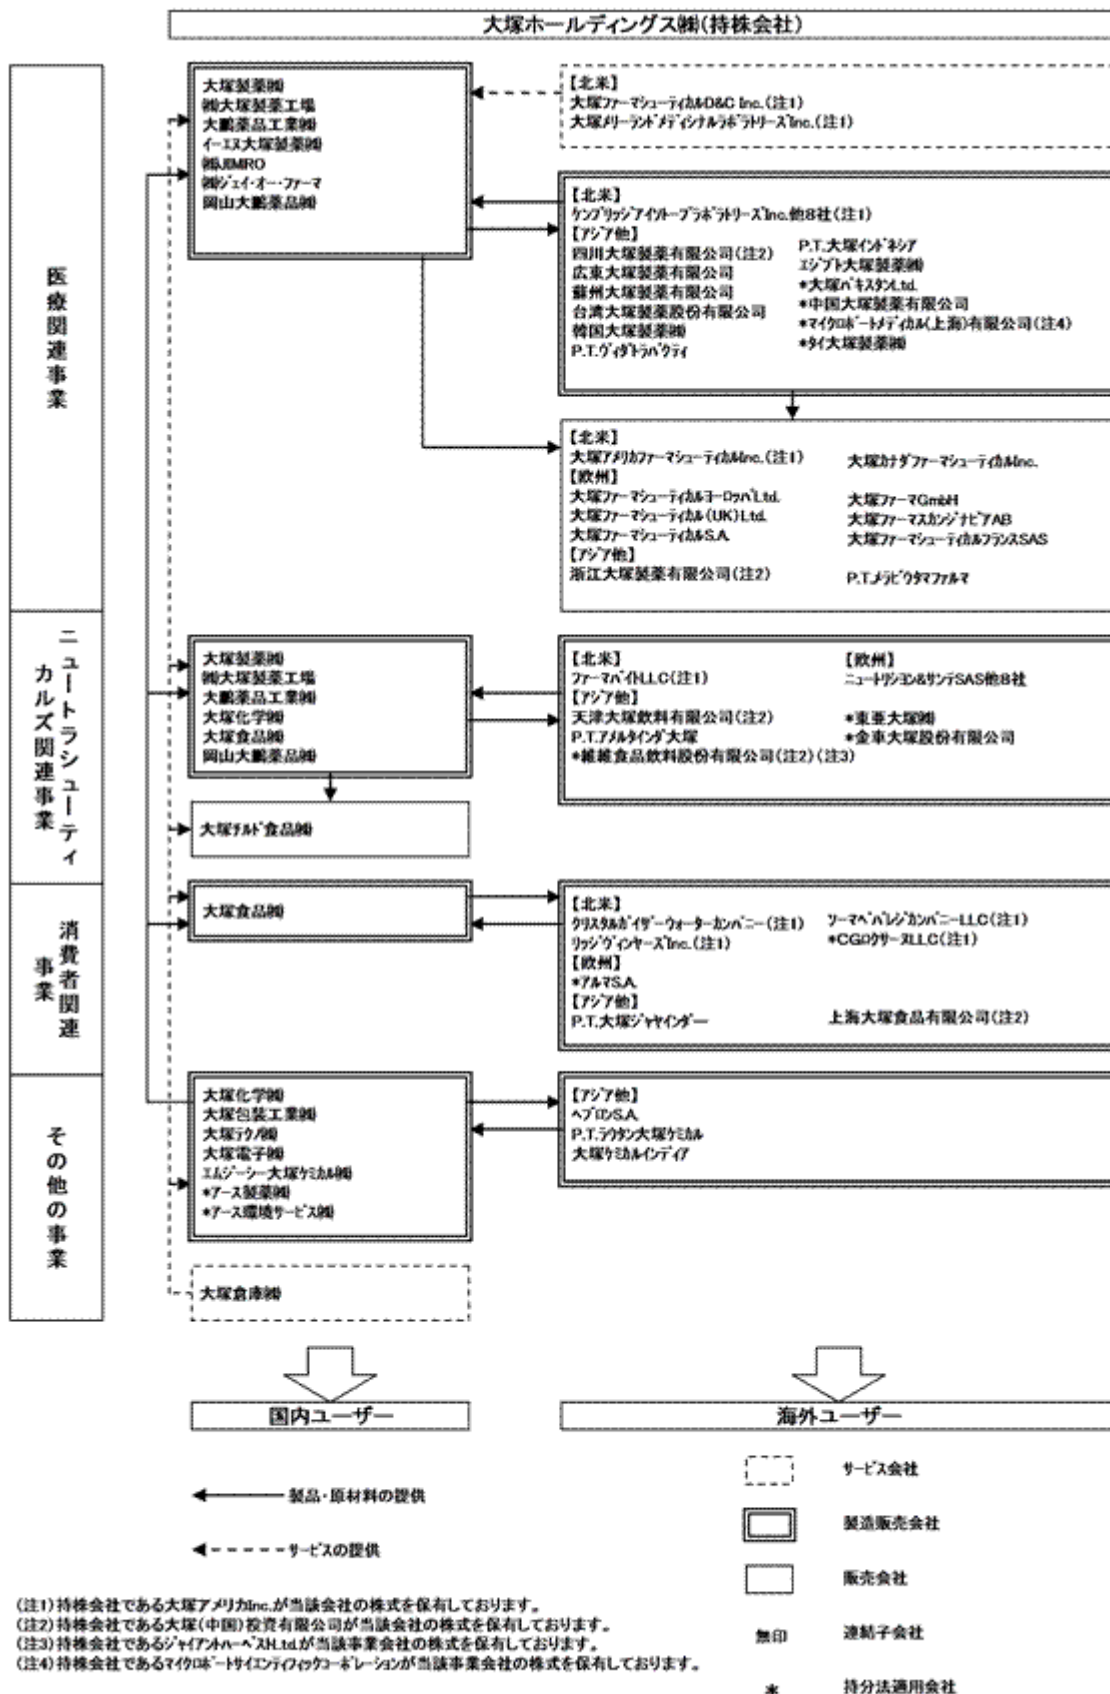 大塚ホールディングス㈱(持株会社)
医療関連事業
大塚製薬㈱
㈱大塚製薬工場
大鵬薬品工業㈱
イーエヌ大塚製薬㈱
㈱JIMRO
㈱ジェイ・オー・ファーマ
岡山大鵬薬品㈱
【北米】
大塚ファーマシューティカルD&C Inc.(注1)
大塚メリーランドメディシナルラボラトリーズInc.(注1)
【北米】
ケンブリッジアイソトープラボラトリーズInc.他8社(注1)
【アジア他】
四川大塚製薬有限公司(注2)
広東大塚製薬有限公司
蘇州大塚製薬有限公司
台湾大塚製薬股份有限公司
韓国大塚製薬㈱
P.T.ヴィダトラバクティ
P.T.大塚インドネシア
エジプト大塚製薬㈱
*大塚パキスタンLtd.
*中国大塚製薬有限公司
*マイクロポートメディカル(上海)有限公司(注4)
*タイ大塚製薬㈱
【北米】
大塚アメリカファーマシューティカルInc.(注1)
大塚カナダファーマシューティカルInc.
【欧州】
大塚ファーマシューティカルヨーロッパLtd.
大塚ファーマGmbH
大塚ファーマシューティカル(UK)Ltd.
大塚ファーマスカンジナビアAB
大塚ファーマシューティカルS.A.
大塚ファーマシューティカルフランスSAS
【アジア他】
浙江大塚製薬有限公司(注2)
P.T.メラピウタマファルマ
ニュートラシューティカルズ関連事業
大塚製薬㈱
㈱大塚製薬工場
大鵬薬品工業㈱
大塚化学㈱
大塚食品㈱
岡山大鵬薬品㈱
【北米】
ファーマバイトLLC(注1)
【欧州】
ニュートリション&サンテSAS他8社
【アジア他】
天津大塚飲料有限公司(注2)
*東亜大塚㈱
P.T.アメルタインダ大塚
*金車大塚股份有限公司
*維維食品飲料股份有限公司(注2)(注3)
大塚チルド食品㈱
消費者関連事業
大塚食品㈱
【北米】
クリスタルガイザーウォーターカンパニー(注1)
ソーマベバレジカンパニーLLC(注1)
リッジヴィンヤーズInc.(注1)
*CGロクサーヌLLC(注1)
【欧州】
*アルマS.A.
【アジア他】
P.T.大塚ジャヤインダー
上海大塚食品有限公司(注2)
その他の事業
大塚化学㈱
大塚包装工業㈱
大塚テクノ㈱
大塚電子㈱
エムジーシー大塚ケミカル㈱
*アース製薬㈱
*アース環境サービス㈱
【アジア他】
ヘブロンS.A.
P.T.ラウタン大塚ケミカル
大塚ケミカルインディア
大塚倉庫㈱
国内ユーザー
海外ユーザー
製品・原材料の提供
サービスの提供
サービス会社
製造販売会社
販売会社
無印 連結子会社
* 持分法適用会社
(注1)持株会社である大塚アメリカInc.が当該会社の株式を保有しております。
(注2)持株会社である大塚(中国)投資有限公司が当該会社の株式を保有しております。
(注3)持株会社であるジャイアントハーベスH.tdが当該事業会社の株式を保有しております。
(注4)持株会社であるマイクロポートサイエンティフィックコーポレーションが当該事業会社の株式を保有しております。